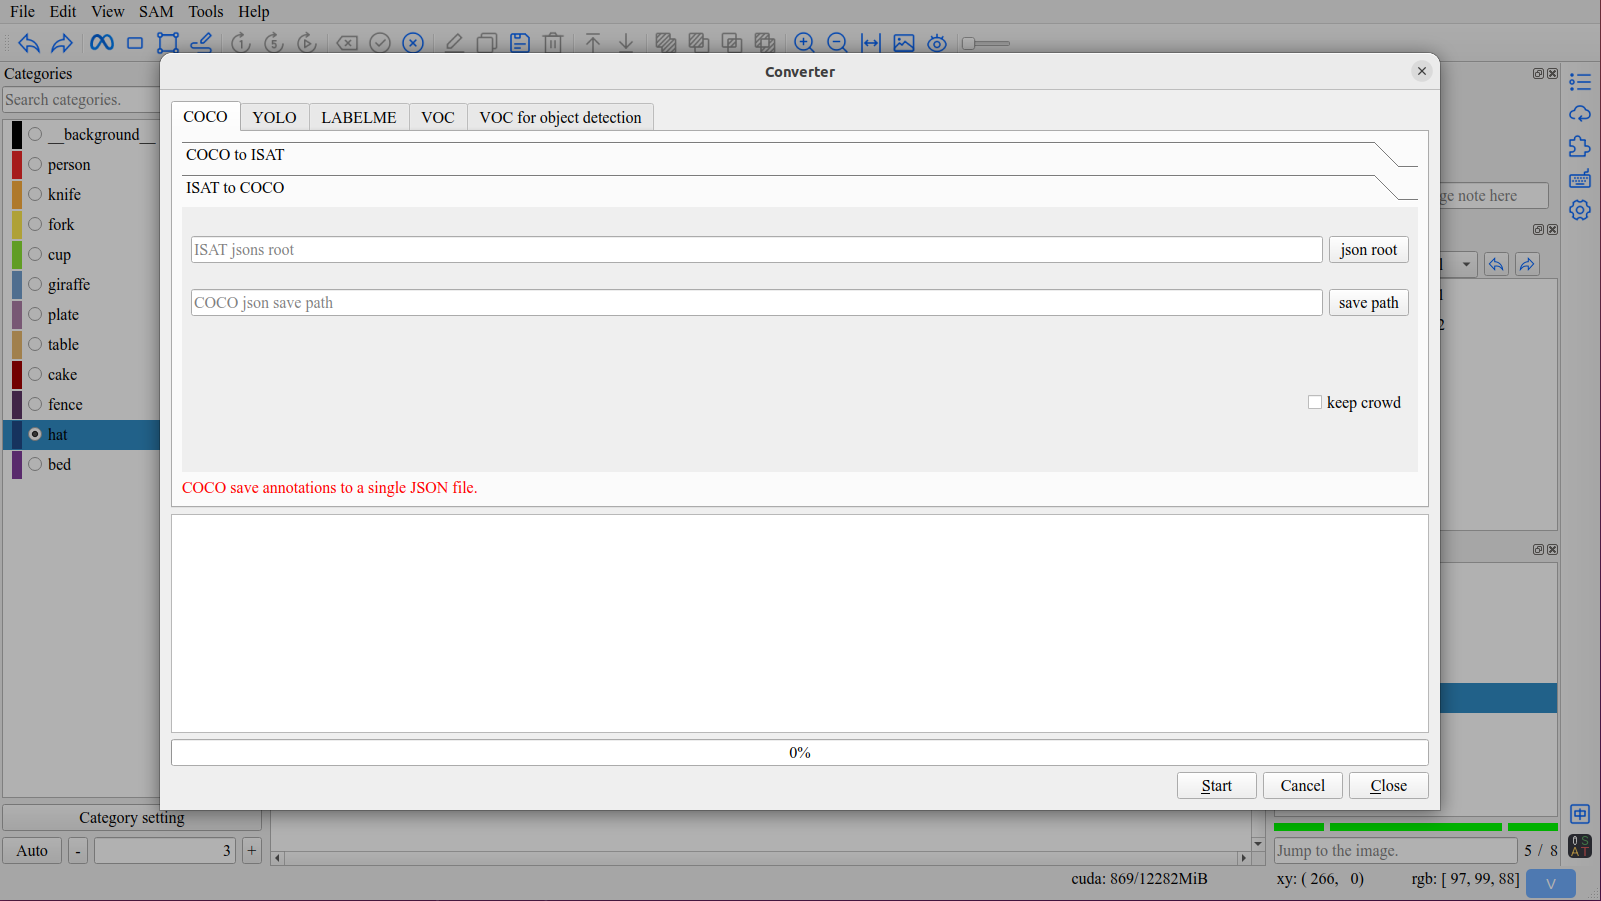 File Edit View SAM Tools Help
Converter
Categories
Search categories.
__background__
person
knife
fork
cup
giraffe
plate
table
cake
fence
hat
bed
COCO YOLO LABELME VOC VOC for object detection
COCO to ISAT
ISAT to COCO
ISAT jsons root json root
COCO json save path save path
keep crowd
COCO save annotations to a single JSON file.
0%
Start Cancel Close
ge note here
Category setting
Auto - 3 +
Jump to the image. 5 / 8
cuda: 869/12282MiB xy: ( 266, 0) rgb: [ 97, 99, 88] V